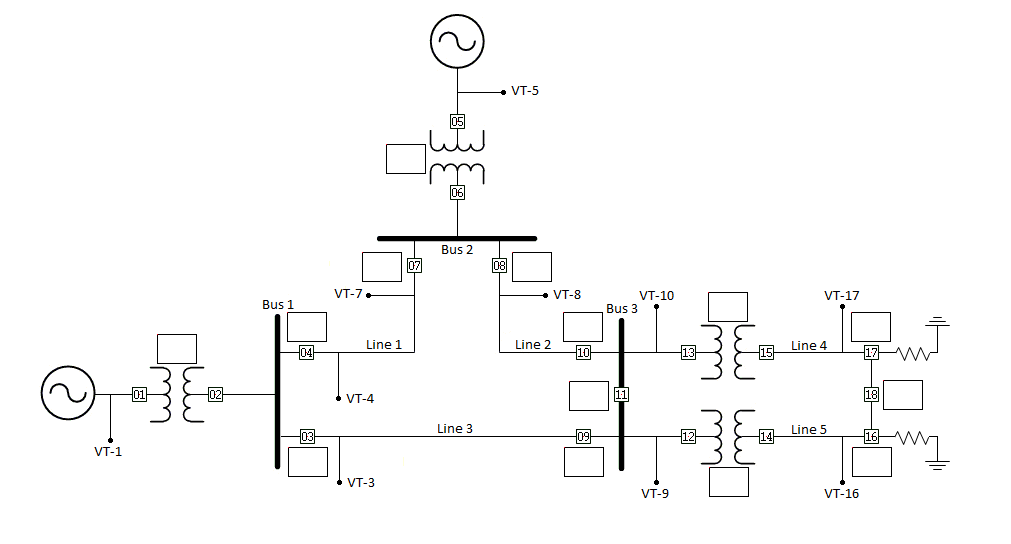 VT-5
05
06
Bus 2
07
08
VT-7
VT-8
VT-10
VT-17
Bus 1
Bus 3
04
Line 1
Line 2
10
13
15
Line 4
17
01
02
VT-4
11
18
03
Line 3
09
12
14
Line 5
16
VT-1
VT-3
VT-9
VT-16